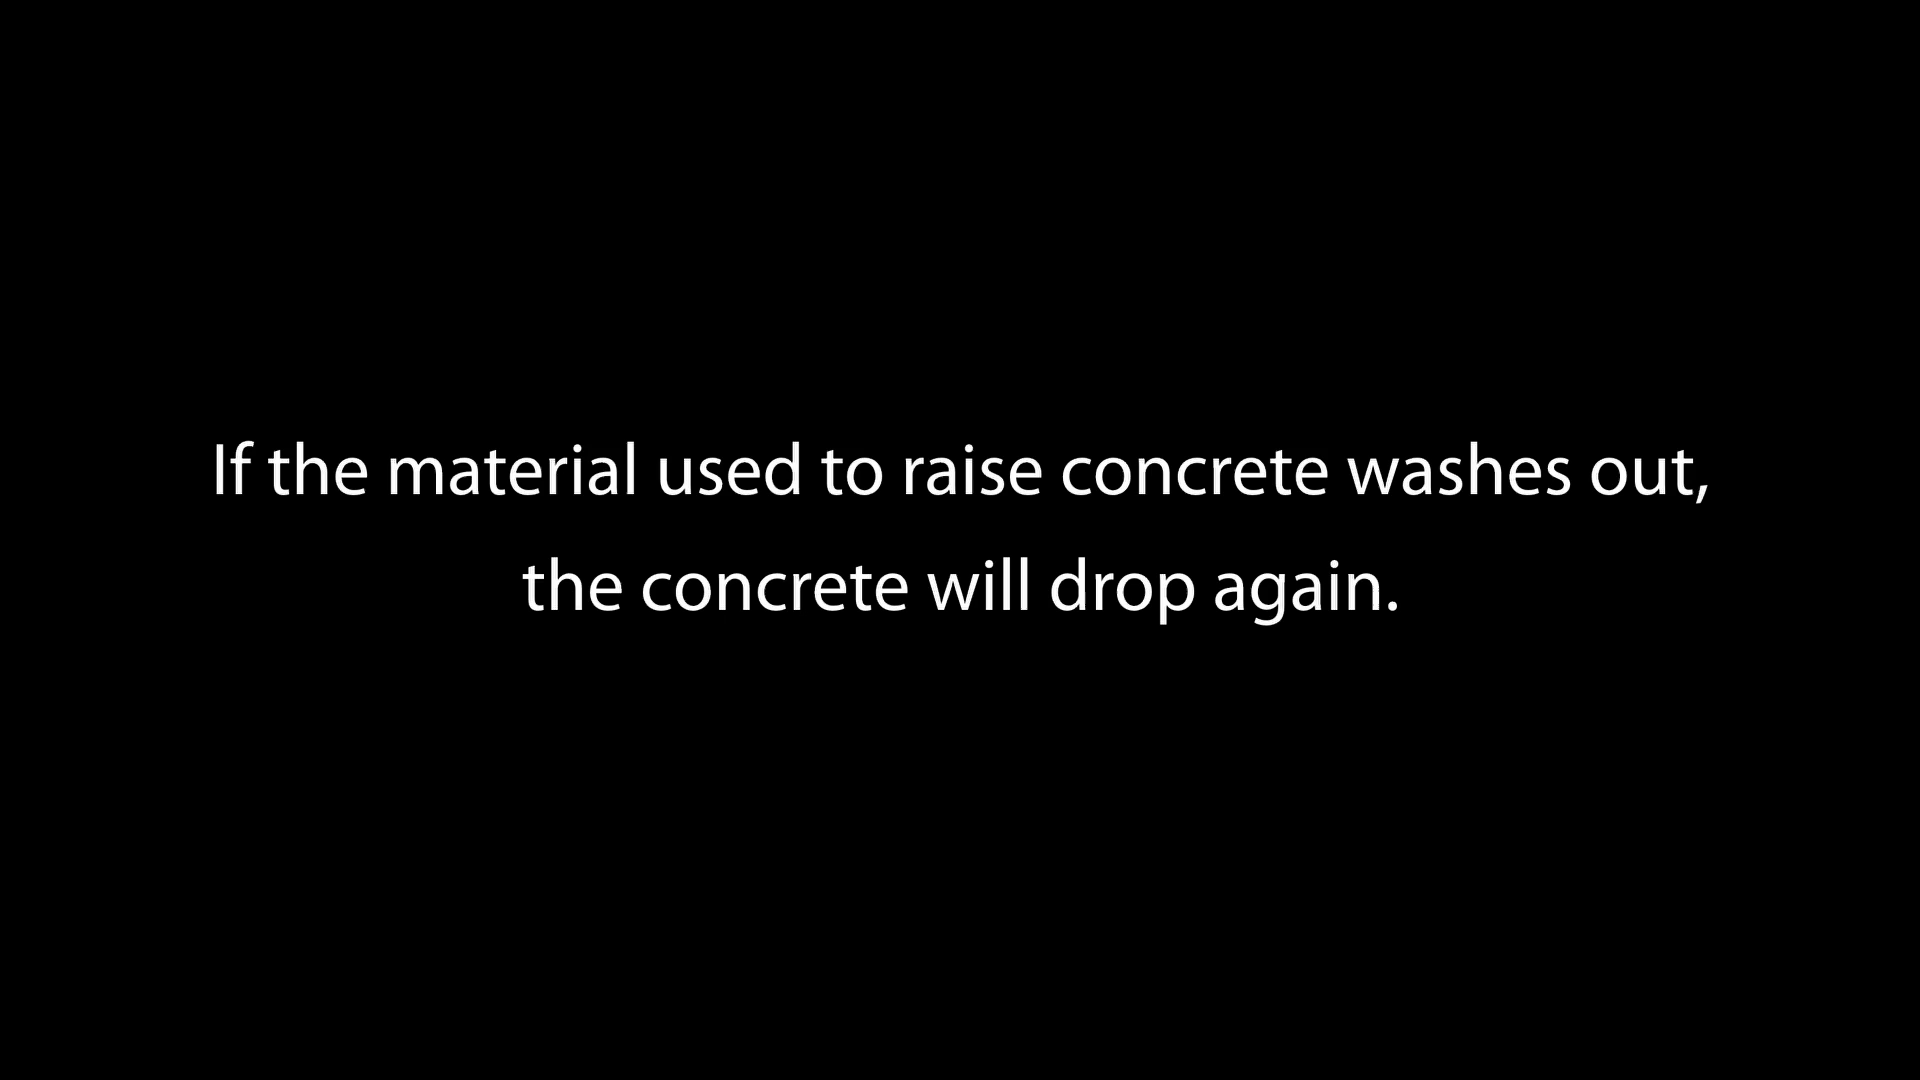 If the material used to raise concrete washes out,
the concrete will drop again.